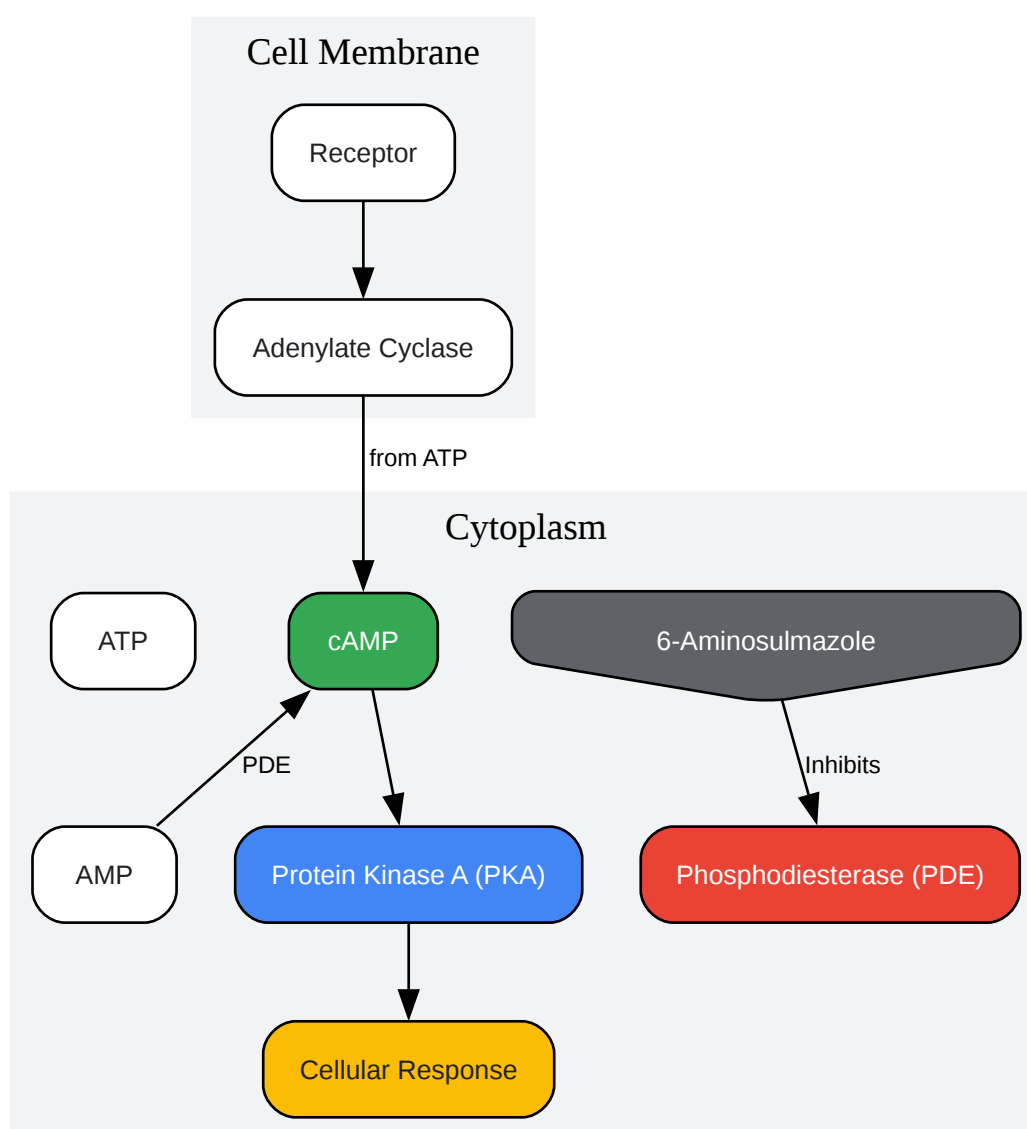 Cell Membrane
Receptor
Adenylate Cyclase
from ATP
Cytoplasm
ATP
cAMP
6-Aminosulmazole
PDE
Inhibits
AMP
Protein Kinase A (PKA)
Phosphodiesterase (PDE)
Cellular Response